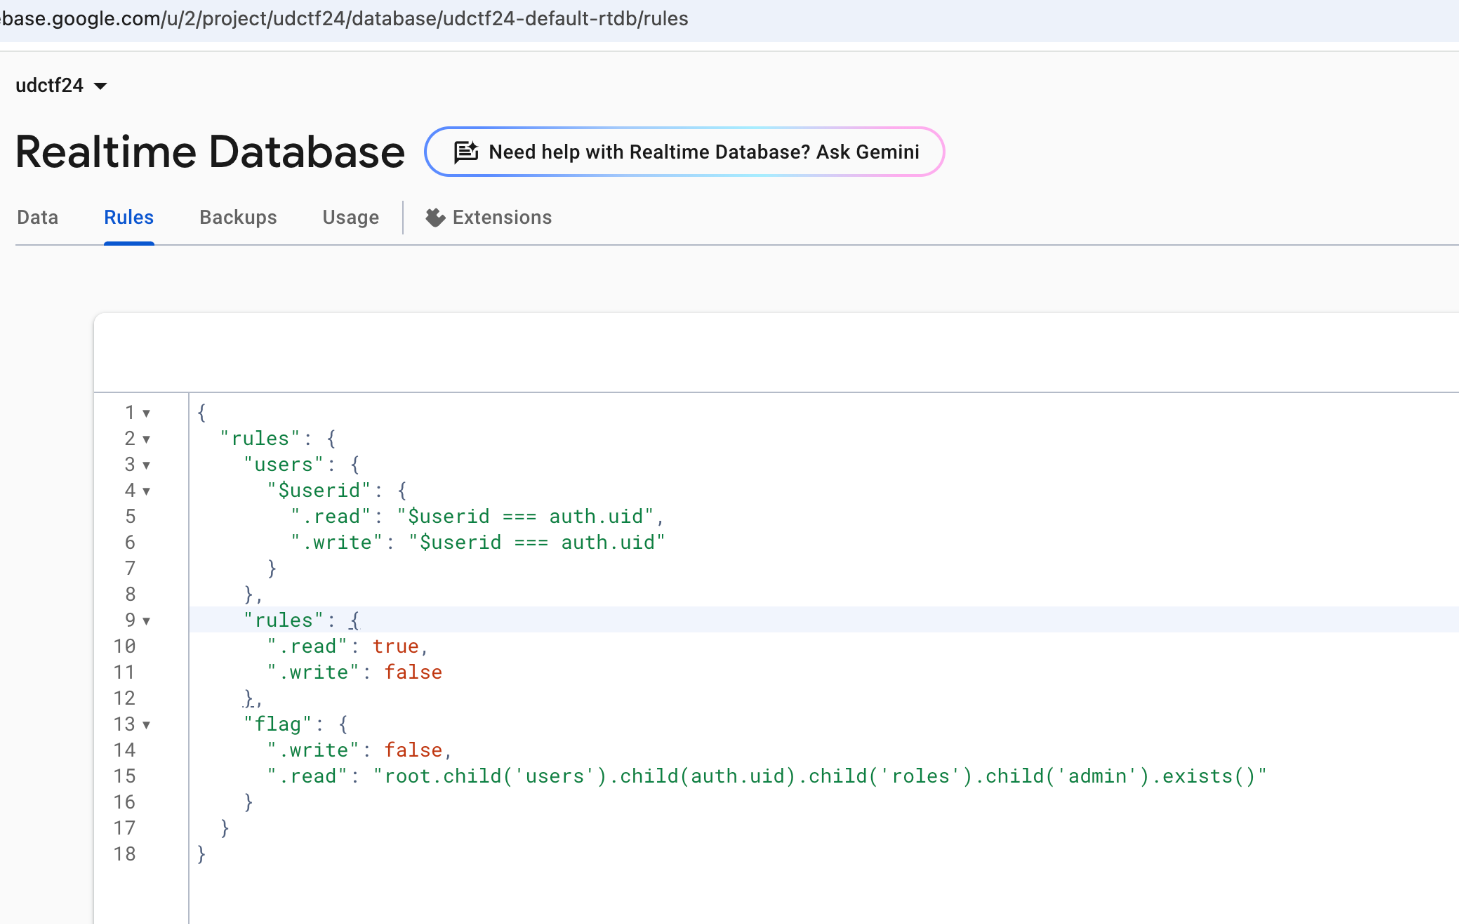 base.google.com/u/2/project/udctf24/database/udctf24-default-rtdb/rules
udctf24
Realtime Database
Need help with Realtime Database? Ask Gemini
Data Rules Backups Usage Extensions
1 {
2 "rules": {
3 "users": {
4 "$userid": {
5 ".read": "$userid === auth.uid",
6 ".write": "$userid === auth.uid"
7 }
8 },
9 "rules": {
10 ".read": true,
11 ".write": false
12 },
13 "flag": {
14 ".write": false,
15 ".read": "root.child('users').child(auth.uid).child('roles').child('admin').exists()"
16 }
17 }
18 }